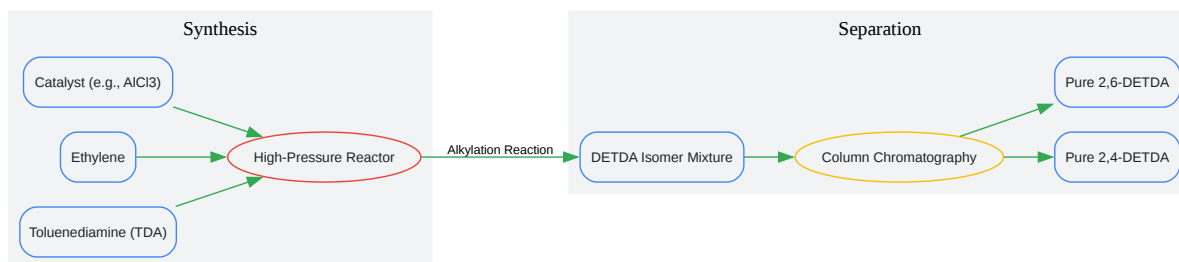 Synthesis
Catalyst (e.g., AlCl3)
Ethylene
Toluenediamine (TDA)
High-Pressure Reactor
Alkylation Reaction
Separation
DETDA Isomer Mixture
Column Chromatography
Pure 2,6-DETDA
Pure 2,4-DETDA